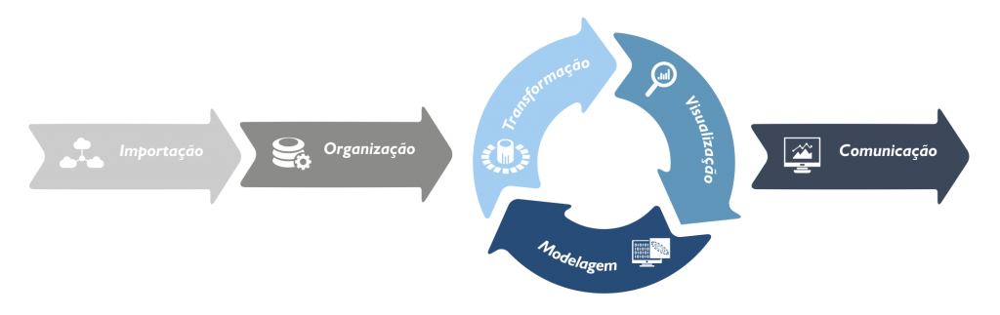 Importação
Organização
Transformação
Visualização
Modelagem
Comunicação